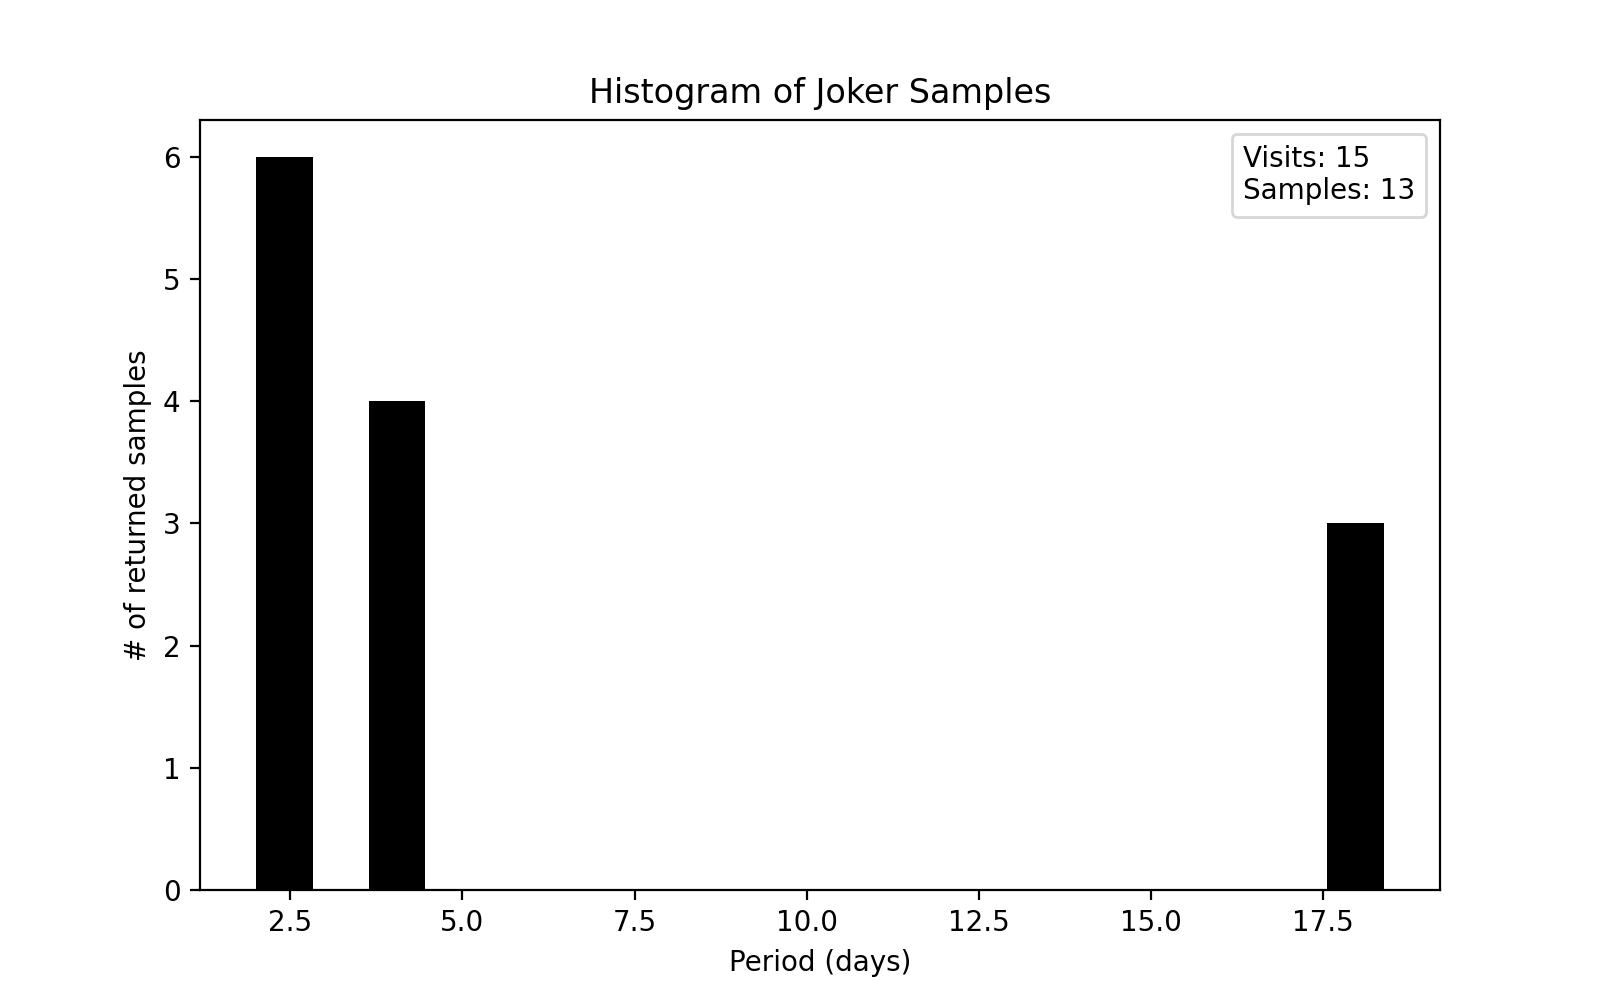 Histogram of Joker Samples
Visits: 15
Samples: 13
# of returned samples
6
5
4
3
2
1
0
2.5 5.0 7.5 10.0 12.5 15.0 17.5
Period (days)